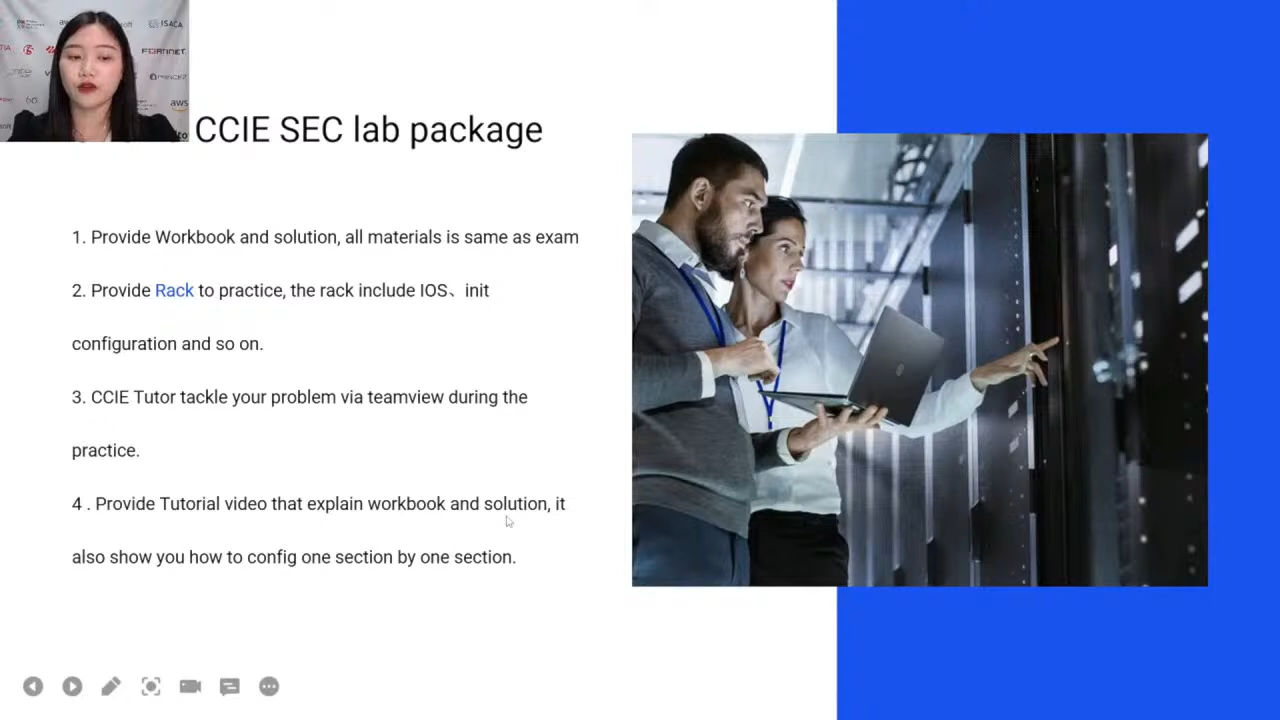 ISACA
FORTINET
aws
CCIE SEC lab package
1. Provide Workbook and solution, all materials is same as exam
2. Provide Rack to practice, the rack include IOS、init
configuration and so on.
3. CCIE Tutor tackle your problem via teamview during the
practice.
4 . Provide Tutorial video that explain workbook and solution, it
also show you how to config one section by one section.